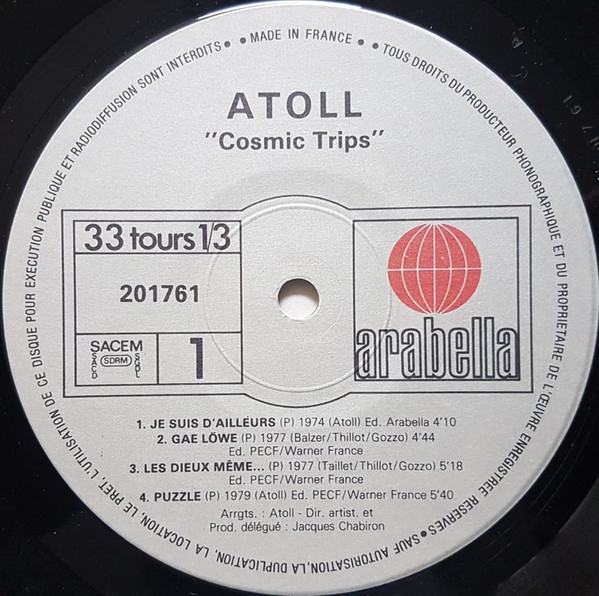 TOUS DROITS DU PRODUCTEUR PHONOGRAPHIQUE ET DU PROPRIETAIRE DE L'ŒUVRE ENREGISTREE RESERVES • SAUF AUTORISATION, LA DUPLICATION, LA LOCATION, LE PRET, L'UTILISATION DE CE DISQUE POUR EXECUTION PUBLIQUE ET RADIODIFFUSION SONT INTERDITS • • MADE IN FRANCE • •
ATOLL
"Cosmic Trips"
33 tours 1/3
201761
SACEM
SACD SDRM SGDL
1
arabella
1. JE SUIS D'AILLEURS (P) 1974 (Atoll) Ed. Arabella 4'10
2. GAE LÖWE (P) 1977 (Balzer/Thillot/Gozzo) 4'44
Ed. PECF/Warner France
3. LES DIEUX MÊME... (P) 1977 (Taillet/Thillot/Gozzo) 5'18
Ed. PECF/Warner France
4. PUZZLE (P) 1979 (Atoll) Ed. PECF/Warner France 5'40
Arrgts. : Atoll - Dir. artist. et
Prod. délégué : Jacques Chabiron